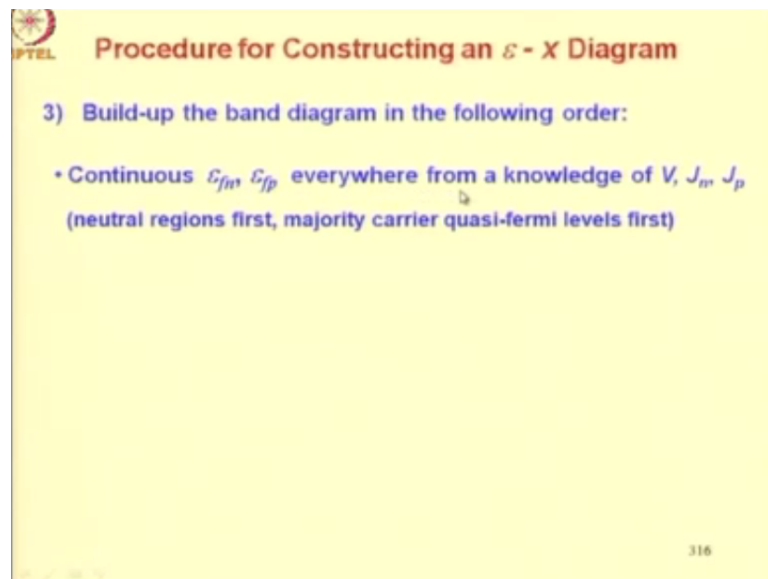 Procedure for Constructing an ε - x Diagram
3) Build-up the band diagram in the following order:
• Continuous εfn, εfp everywhere from a knowledge of V, Jn, Jp
(neutral regions first, majority carrier quasi-fermi levels first)
316